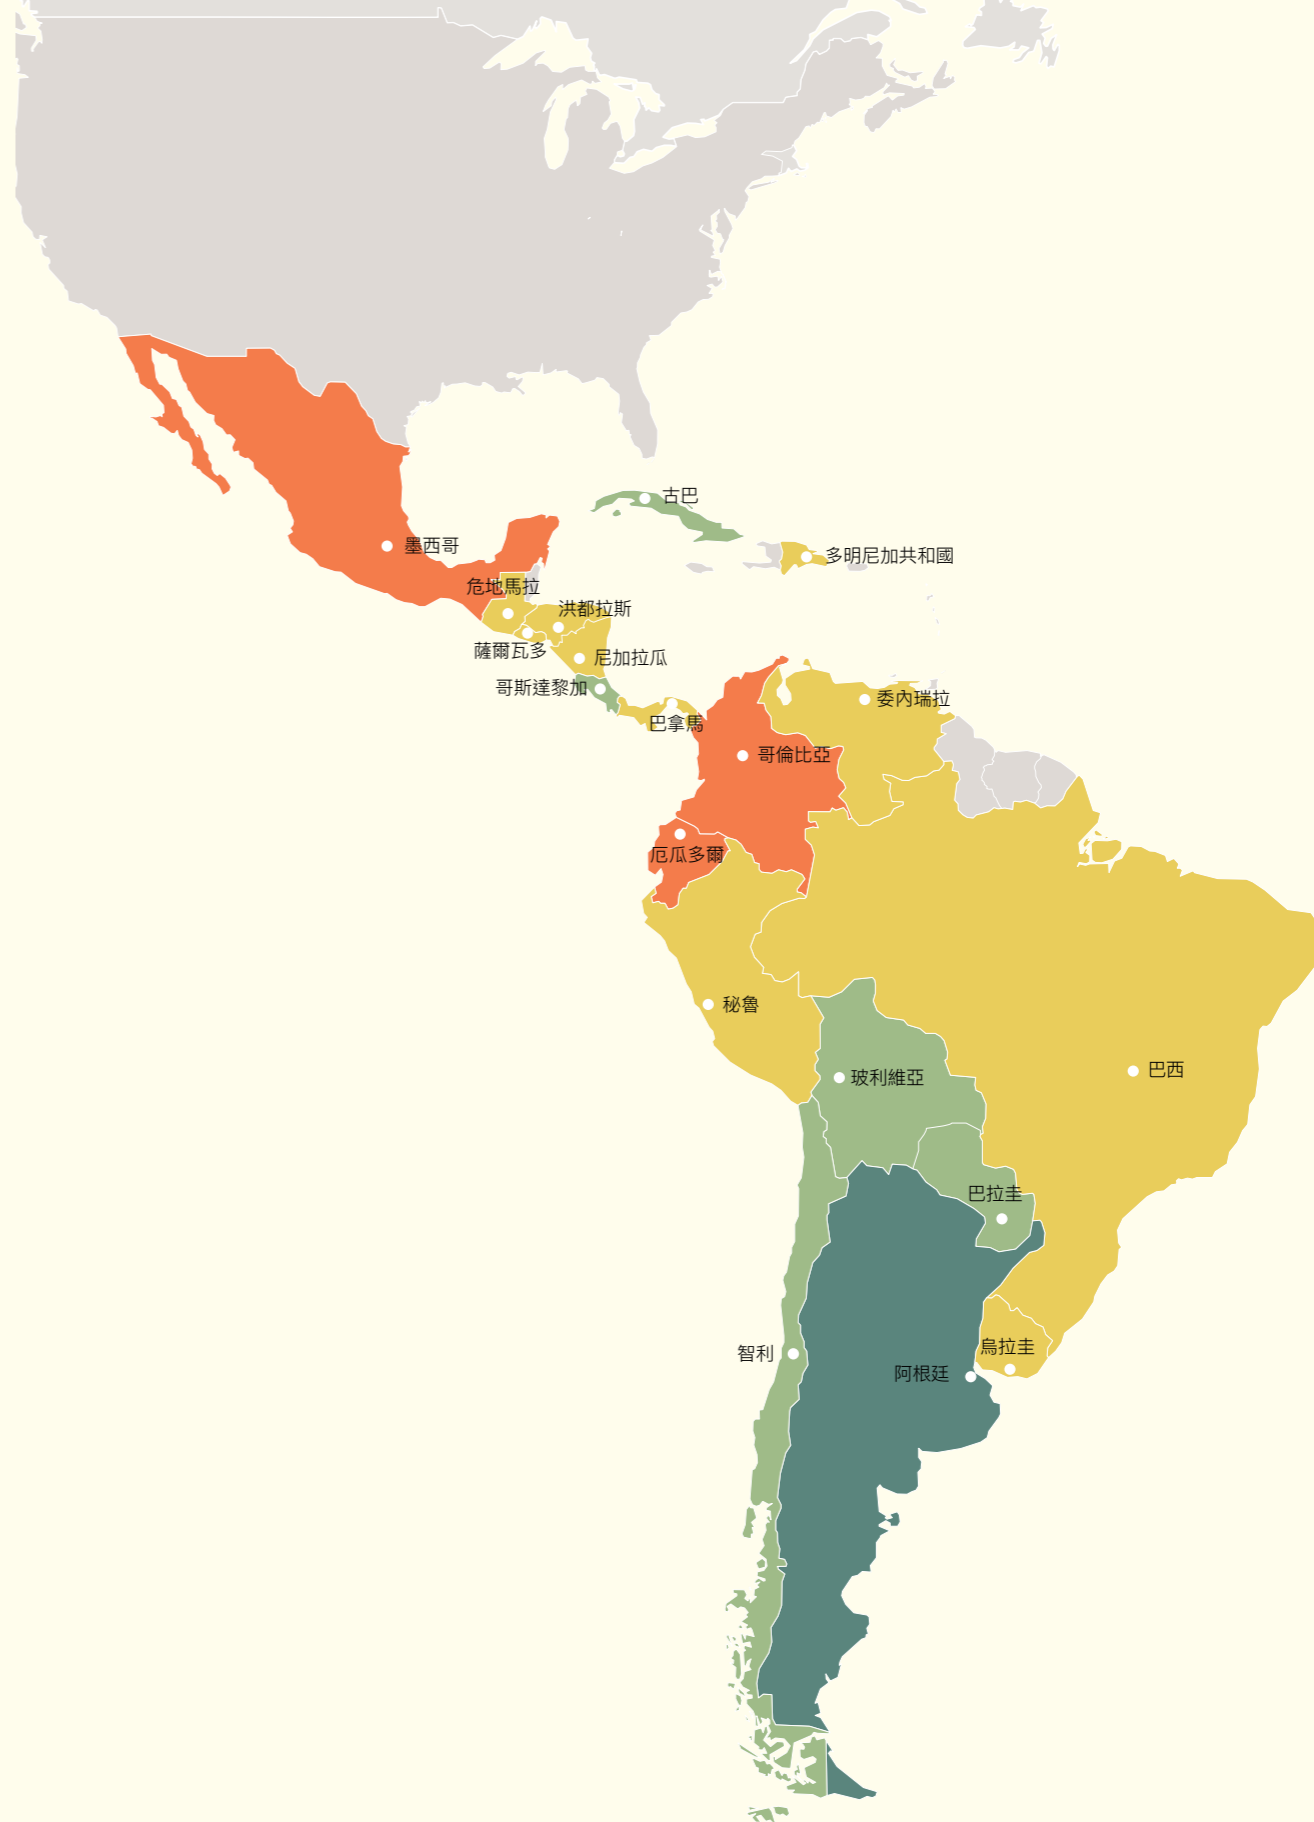 古巴
墨西哥
多明尼加共和國
危地馬拉
洪都拉斯
薩爾瓦多
尼加拉瓜
哥斯達黎加
委內瑞拉
巴拿馬
哥倫比亞
厄瓜多爾
秘魯
巴西
玻利維亞
巴拉圭
烏拉圭
智利
阿根廷